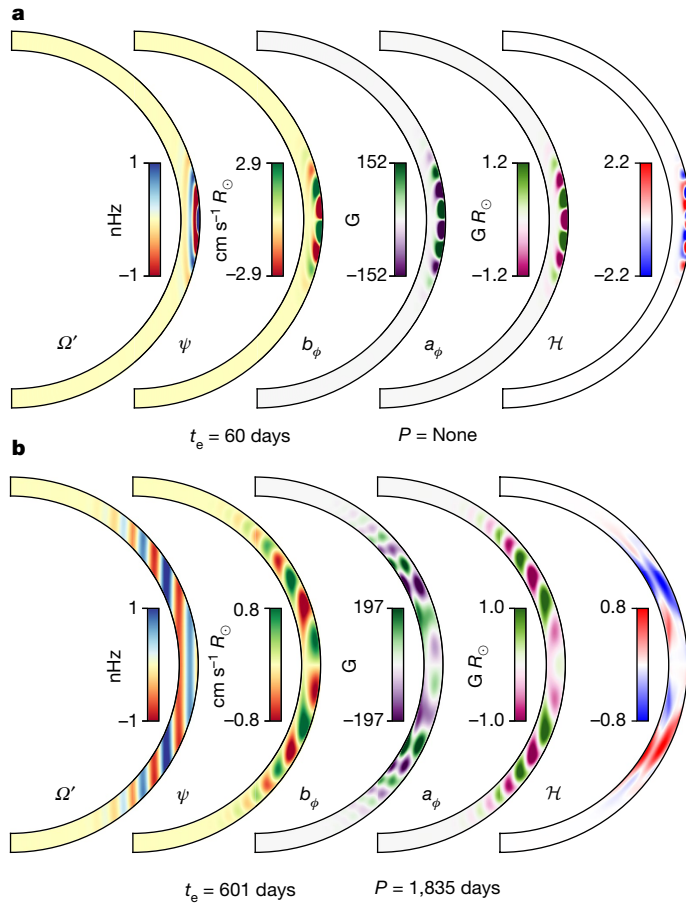 a
1
2.9
152
1.2
2.2
nHz
cm s⁻¹ R☉
G
G R☉
−1
−2.9
−152
−1.2
−2.2
Ω′
ψ
bϕ
aϕ
ℋ
tₑ = 60 days
P = None
b
1
0.8
197
1.0
0.8
nHz
cm s⁻¹ R☉
G
G R☉
−1
−0.8
−197
−1.0
−0.8
Ω′
ψ
bϕ
aϕ
ℋ
tₑ = 601 days
P = 1,835 days